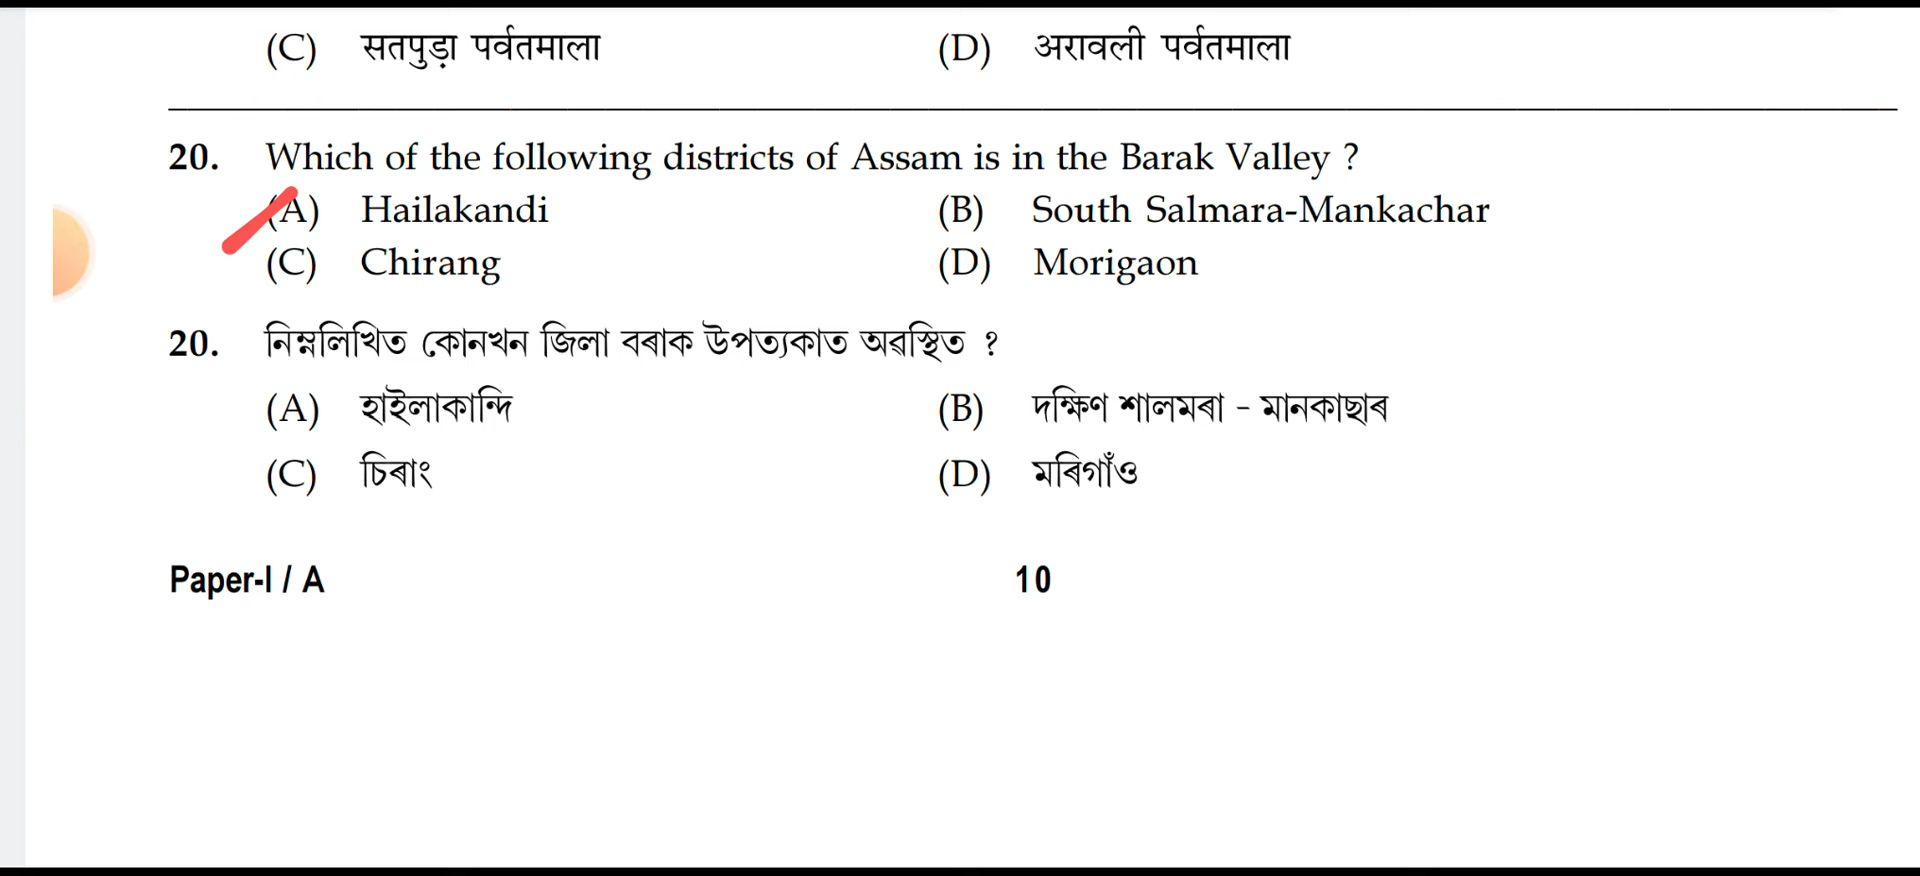 (C) सतपुड़ा पर्वतमाला (D) अरावली पर्वतमाला
20. Which of the following districts of Assam is in the Barak Valley ?
(A) Hailakandi (B) South Salmara-Mankachar
(C) Chirang (D) Morigaon
20. নিম্নলিখিত কোনখন জিলা বৰাক উপত্যকাত অৱস্থিত ?
(A) হাইলাকান্দি (B) দক্ষিণ শালমৰা - মানকাছাৰ
(C) চিৰাং (D) মৰিগাঁও
Paper-I / A 10